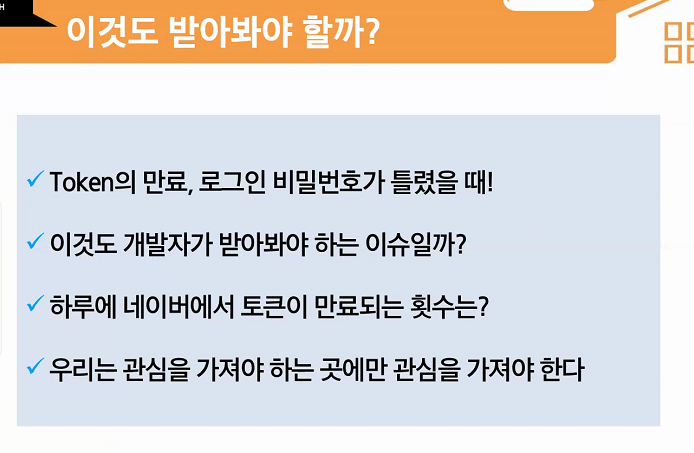 H
이것도 받아봐야 할까?
Token의 만료, 로그인 비밀번호가 틀렸을 때!
이것도 개발자가 받아봐야 하는 이슈일까?
하루에 네이버에서 토큰이 만료되는 횟수는?
우리는 관심을 가져야 하는 곳에만 관심을 가져야 한다